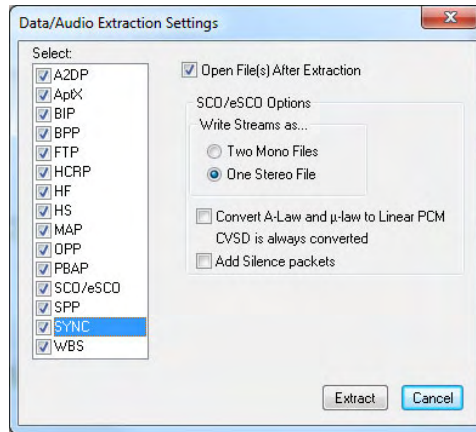 Data/Audio Extraction Settings
Select:
A2DP
AptX
BIP
BPP
FTP
HCRP
HF
HS
MAP
OPP
PBAP
SCO/eSCO
SPP
SYNC
WBS
Open File(s) After Extraction
SCO/eSCO Options
Write Streams as...
Two Mono Files
One Stereo File
Convert A-Law and µ-law to Linear PCM
CVSD is always converted
Add Silence packets
Extract
Cancel